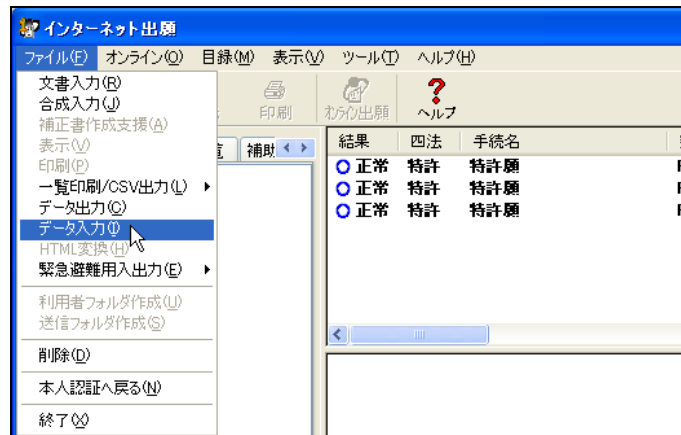 インターネット出願
ファイル(F) オンライン(O) 目録(M) 表示(V) ツール(T) ヘルプ(H)
文書入力(R)
合成入力(J)
補正書作成支援(A)
表示(V)
印刷(P)
一覧印刷/CSV出力(L)
データ出力(C)
データ入力(I)
HTML変換(H)
緊急避難用入出力(E)
利用者フォルダ作成(U)
送信フォルダ作成(S)
削除(D)
本人認証へ戻る(N)
終了(X)
印刷 オンライン出願 ヘルプ
補助
結果 四法 手続名
正常 特許 特許願
正常 特許 特許願
正常 特許 特許願